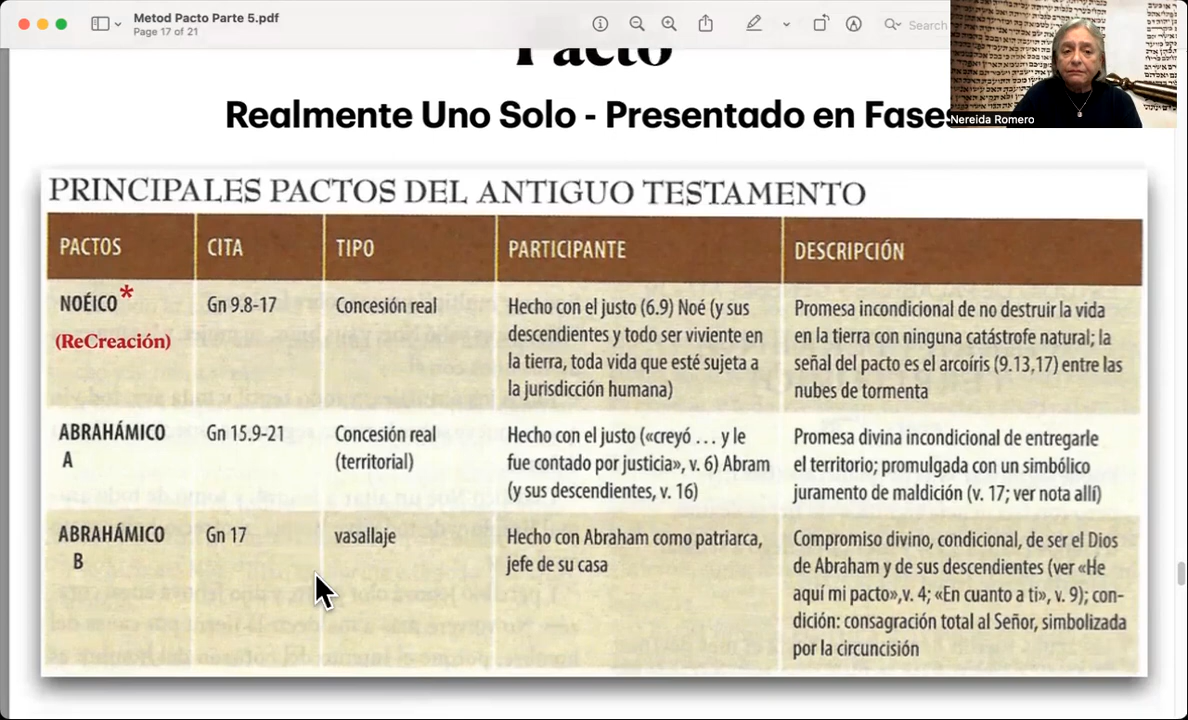 Metod Pacto Parte 5.pdf
Page 17 of 21
Search
Nereida Romero
Pacto
Realmente Uno Solo - Presentado en Fases
PRINCIPALES PACTOS DEL ANTIGUO TESTAMENTO
PACTOS CITA TIPO PARTICIPANTE DESCRIPCIÓN
NOÉICO* Gn 9.8-17 Concesión real Hecho con el justo (6.9) Noé (y sus Promesa incondicional de no destruir la vida
(ReCreación) descendientes y todo ser viviente en en la tierra con ninguna catástrofe natural; la
la tierra, toda vida que esté sujeta a señal del pacto es el arcoíris (9.13,17) entre las
la jurisdicción humana) nubes de tormenta
ABRAHÁMICO Gn 15.9-21 Concesión real Hecho con el justo («creyó ... y le Promesa divina incondicional de entregarle
A (territorial) fue contado por justicia», v. 6) Abram el territorio; promulgada con un simbólico
(y sus descendientes, v. 16) juramento de maldición (v. 17; ver nota allí)
ABRAHÁMICO Gn 17 vasallaje Hecho con Abraham como patriarca, Compromiso divino, condicional, de ser el Dios
B jefe de su casa de Abraham y de sus descendientes (ver «He
aquí mi pacto»,v. 4; «En cuanto a ti», v. 9); con-
dición: consagración total al Señor, simbolizada
por la circuncisión